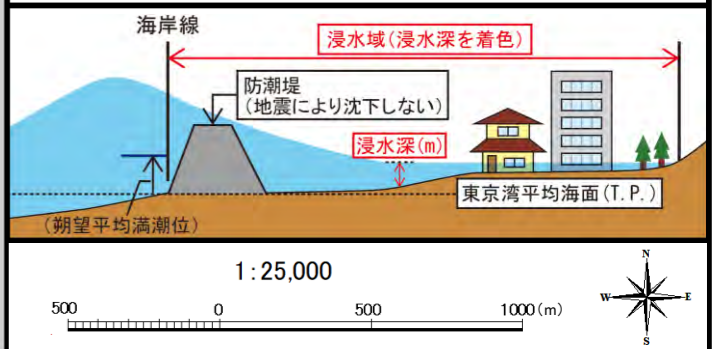 海岸線
浸水域(浸水深を着色)
防潮堤
(地震により沈下しない)
浸水深(m)
東京湾平均海面(T.P.)
(朔望平均満潮位)
1:25,000
500 0 500 1000(m)
N
W E
S